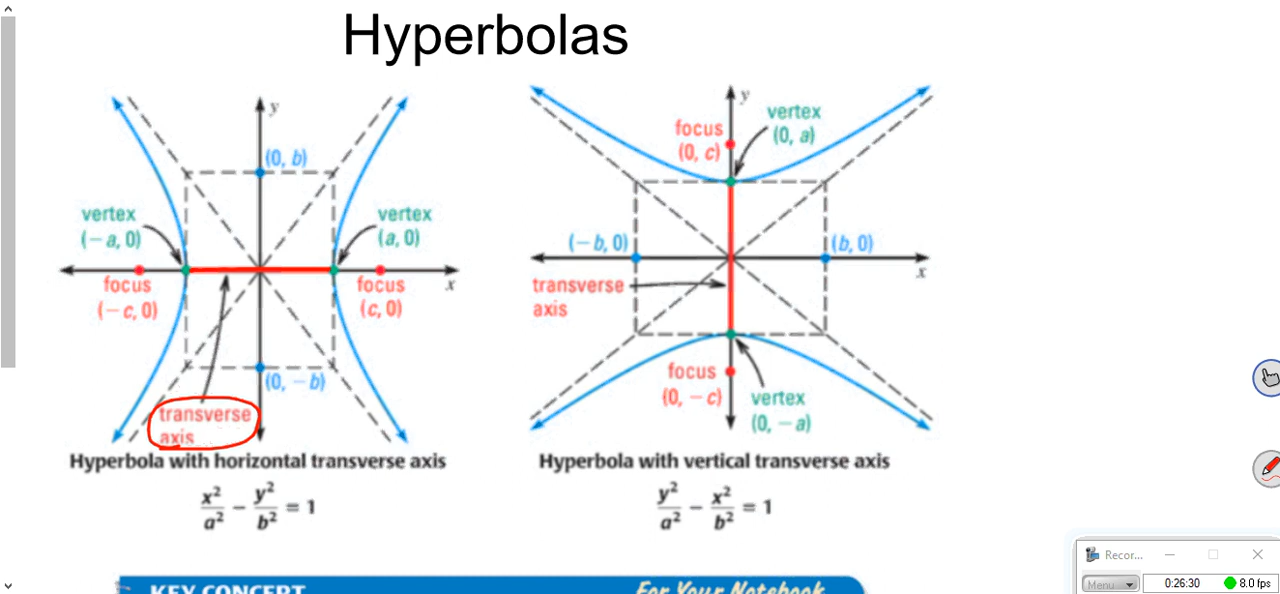 Hyperbolas
y
(0, b)
vertex
(−a, 0)
vertex
(a, 0)
focus
(−c, 0)
focus
(c, 0)
x
(0, −b)
transverse
axis
Hyperbola with horizontal transverse axis
x²/a² − y²/b² = 1
y
vertex
(0, a)
focus
(0, c)
(−b, 0)
(b, 0)
x
transverse
axis
focus
(0, −c)
vertex
(0, −a)
Hyperbola with vertical transverse axis
y²/a² − x²/b² = 1
KEY CONCEPT
For Your Notebook
Recor...
Menu
0:26:30
8.0 fps